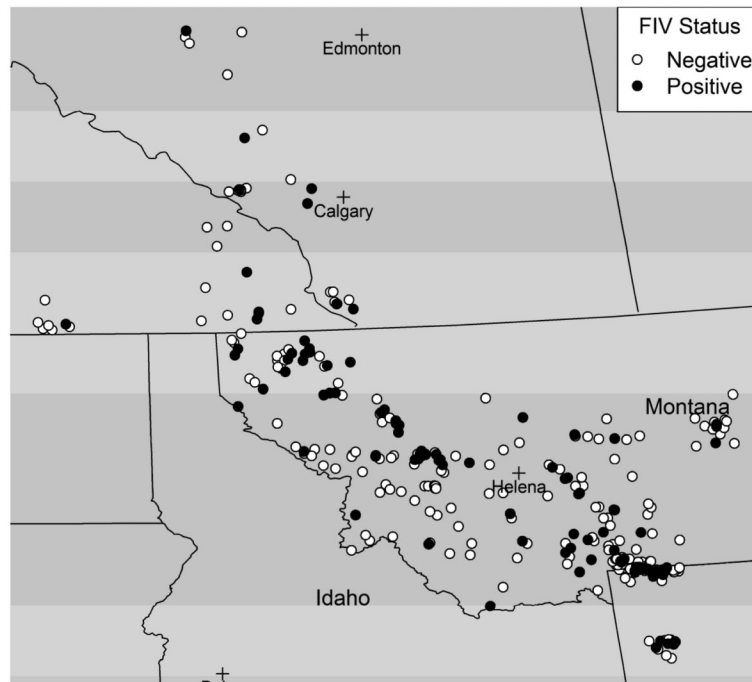 FIV Status
Negative
Positive
Edmonton
Calgary
Montana
Helena
Idaho